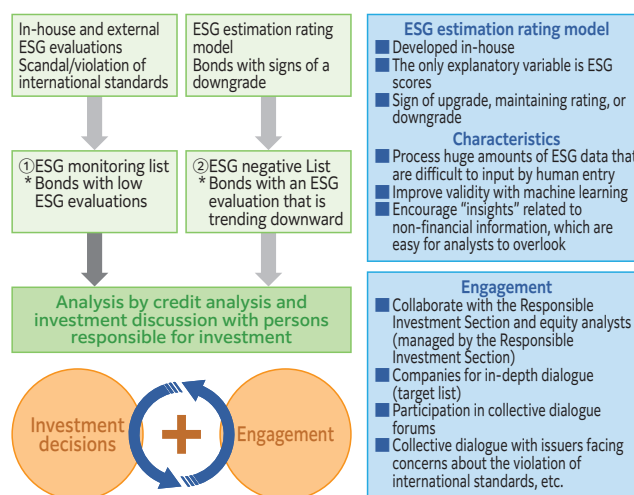 In-house and external
ESG evaluations
Scandal/violation of
international standards
ESG estimation rating
model
Bonds with signs of a
downgrade
①ESG monitoring list
* Bonds with low
ESG evaluations
②ESG negative List
* Bonds with an ESG
evaluation that is
trending downward
Analysis by credit analysis and
investment discussion with persons
responsible for investment
Investment
decisions
+
Engagement
ESG estimation rating model
■ Developed in-house
■ The only explanatory variable is ESG
scores
■ Sign of upgrade, maintaining rating, or
downgrade
Characteristics
■ Process huge amounts of ESG data that
are difficult to input by human entry
■ Improve validity with machine learning
■ Encourage “insights” related to
non-financial information, which are
easy for analysts to overlook
Engagement
■ Collaborate with the Responsible
Investment Section and equity analysts
(managed by the Responsible
Investment Section)
■ Companies for in-depth dialogue
(target list)
■ Participation in collective dialogue
forums
■ Collective dialogue with issuers facing
concerns about the violation of
international standards, etc.